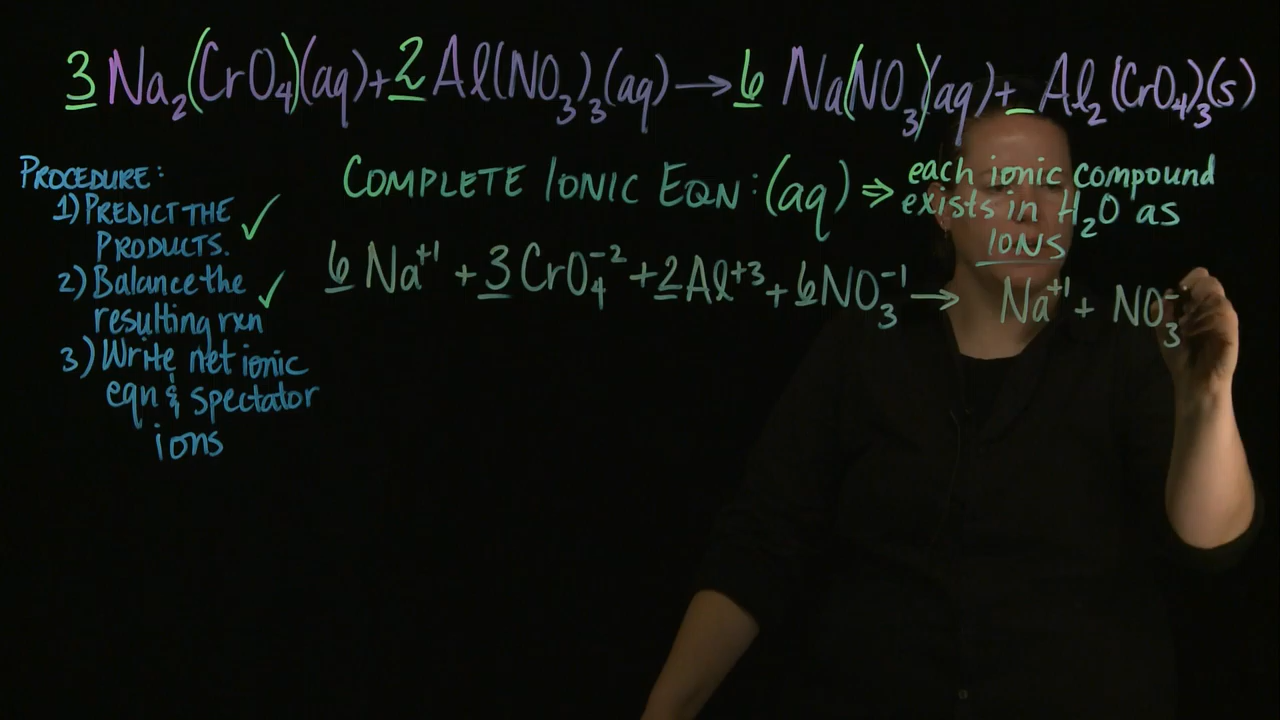 3 Na₂(CrO₄)(aq) + 2 Al(NO₃)₃(aq) → 6 Na(NO₃)(aq) + _ Al₂(CrO₄)₃(s)
PROCEDURE:
1) PREDICT THE
PRODUCTS. ✓
2) Balance the
resulting rxn ✓
3) Write net ionic
eqn & spectator
ions
COMPLETE IONIC EQN: (aq) ⇒ each ionic compound
exists in H₂O as
IONS
6 Na⁺¹ + 3 CrO₄⁻² + 2 Al⁺³ + 6 NO₃⁻¹ → Na⁺¹ + NO₃⁻